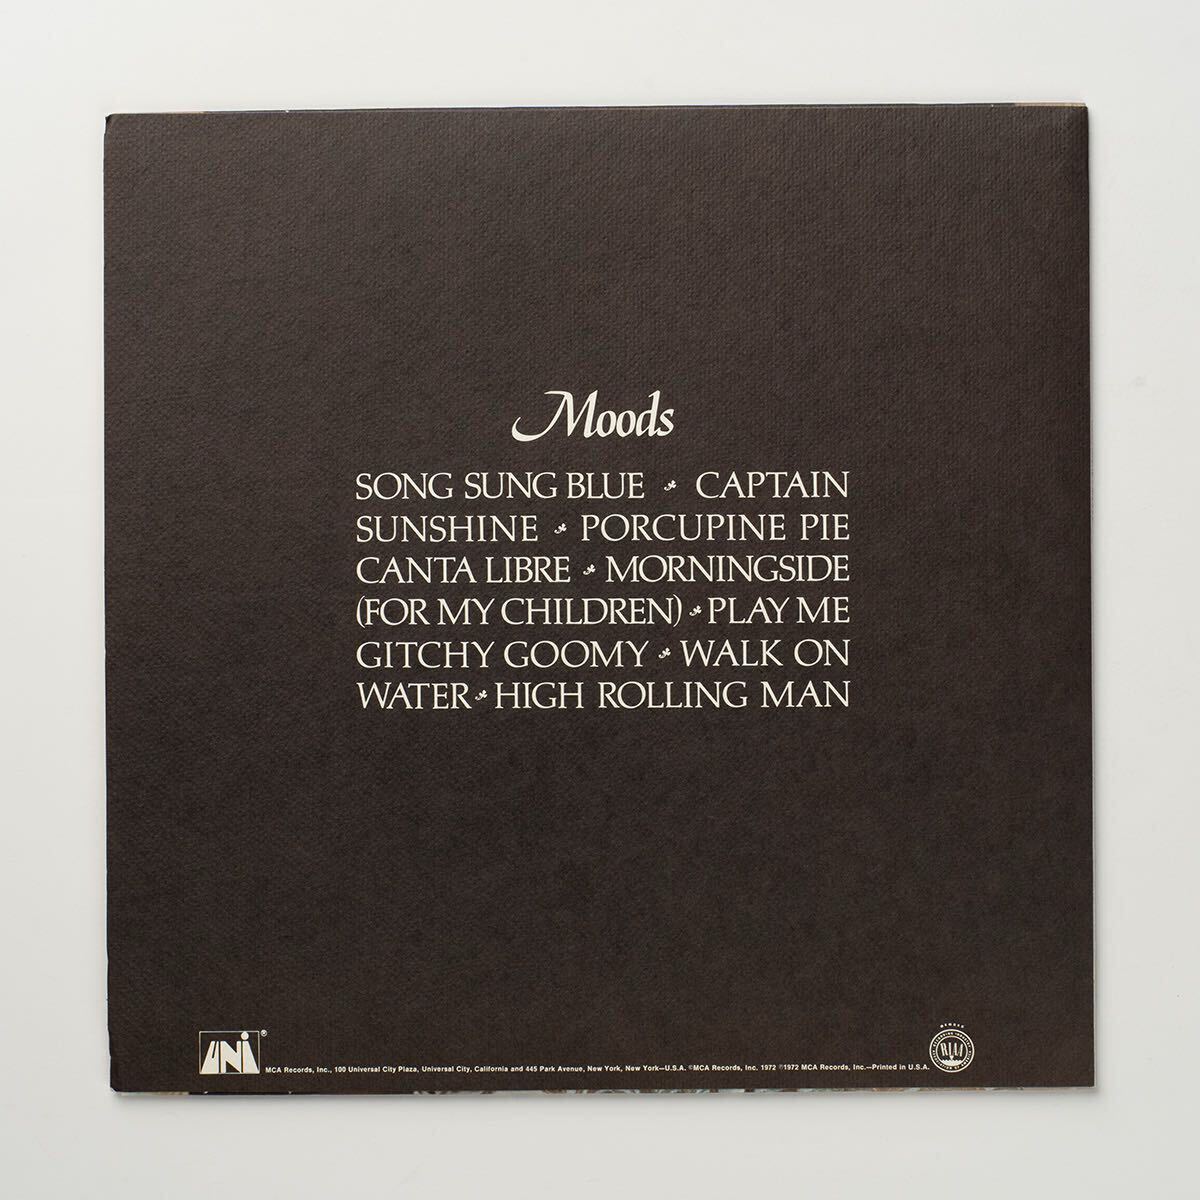 Moods
SONG SUNG BLUE CAPTAIN
SUNSHINE PORCUPINE PIE
CANTA LIBRE MORNINGSIDE
(FOR MY CHILDREN) PLAY ME
GITCHY GOOMY WALK ON
WATER HIGH ROLLING MAN
UNI®
MCA Records, Inc., 100 Universal City Plaza, Universal City, California and 445 Park Avenue, New York, New York—U.S.A. ©MCA Records, Inc. 1972 ℗1972 MCA Records, Inc.—Printed in U.S.A.
MEMBER
RIAA